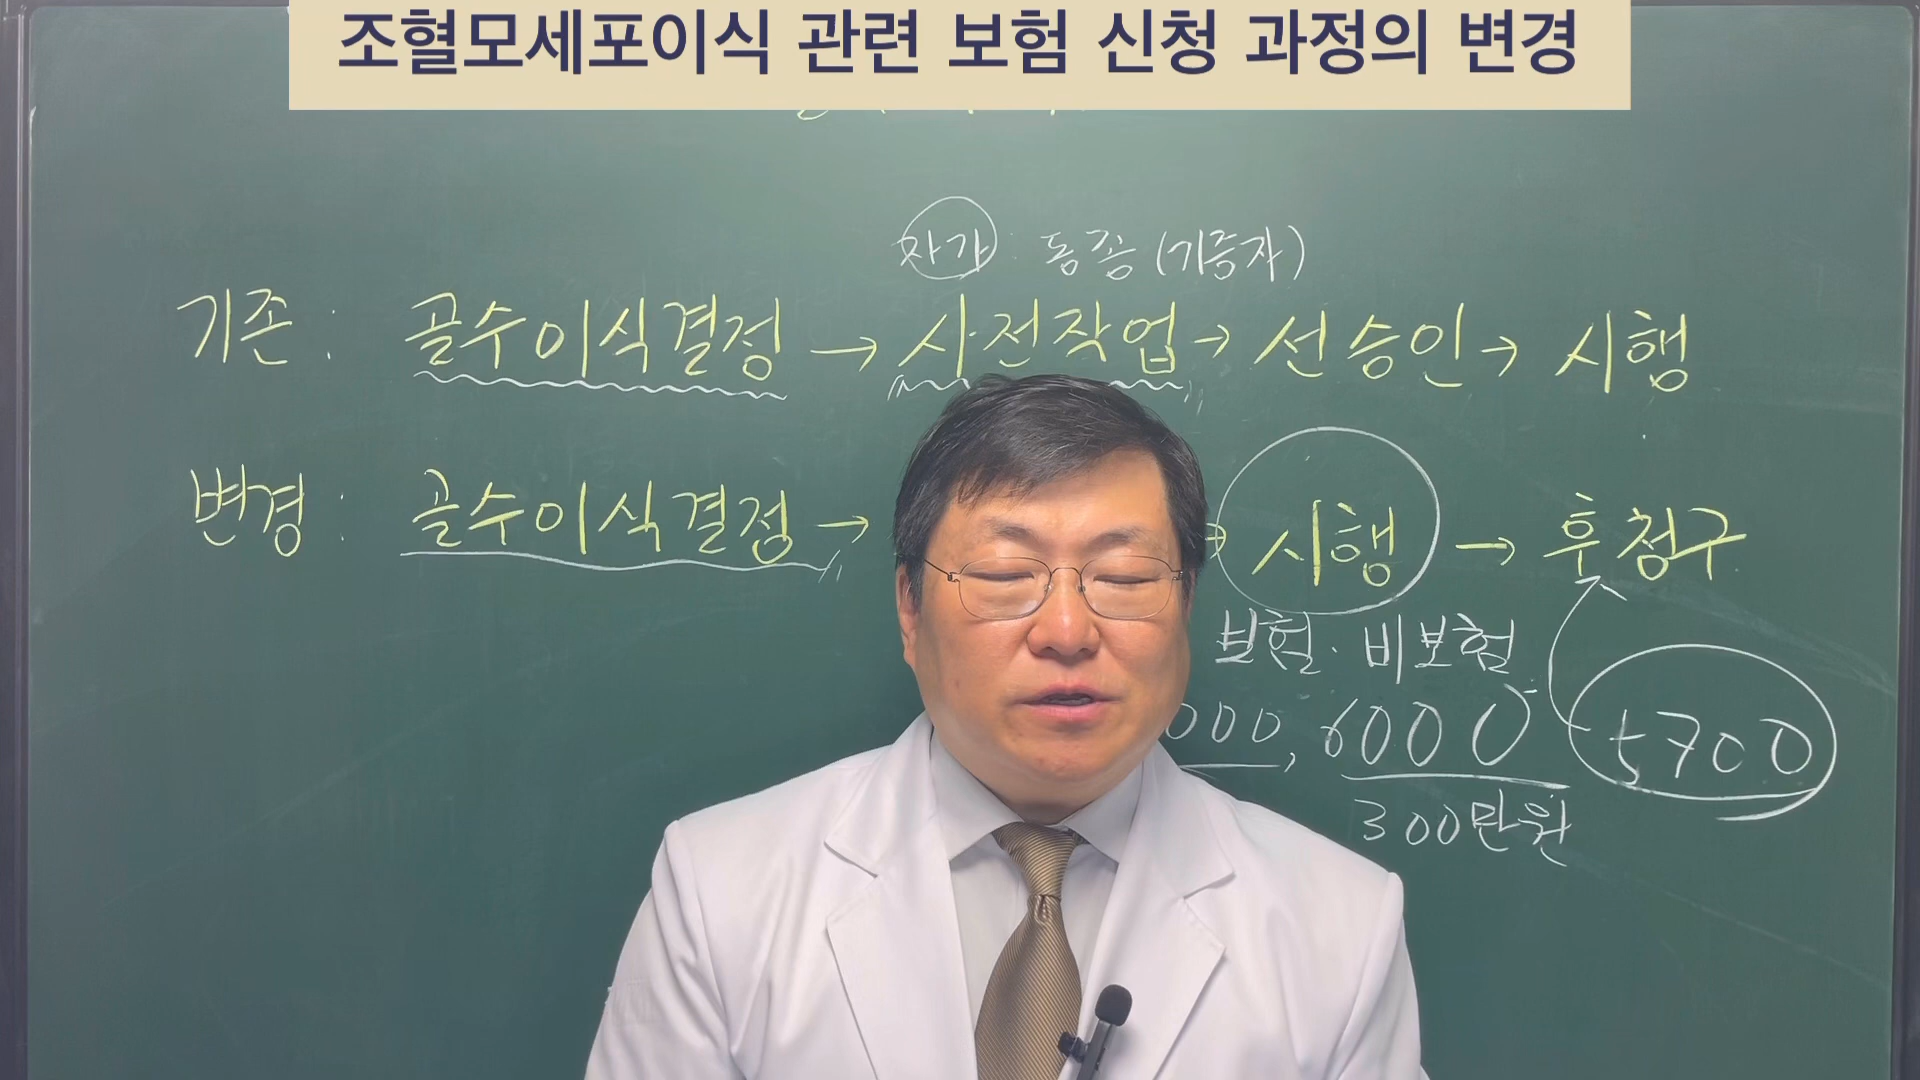 조혈모세포이식 관련 보험 신청 과정의 변경
자가 : 동종 (기증자)
기존 : 골수이식결정 → 사전작업 → 선승인 → 시행
변경 : 골수이식결정 → 시행 → 후청구
보험 · 비보험
000, 6000 5700
300만원